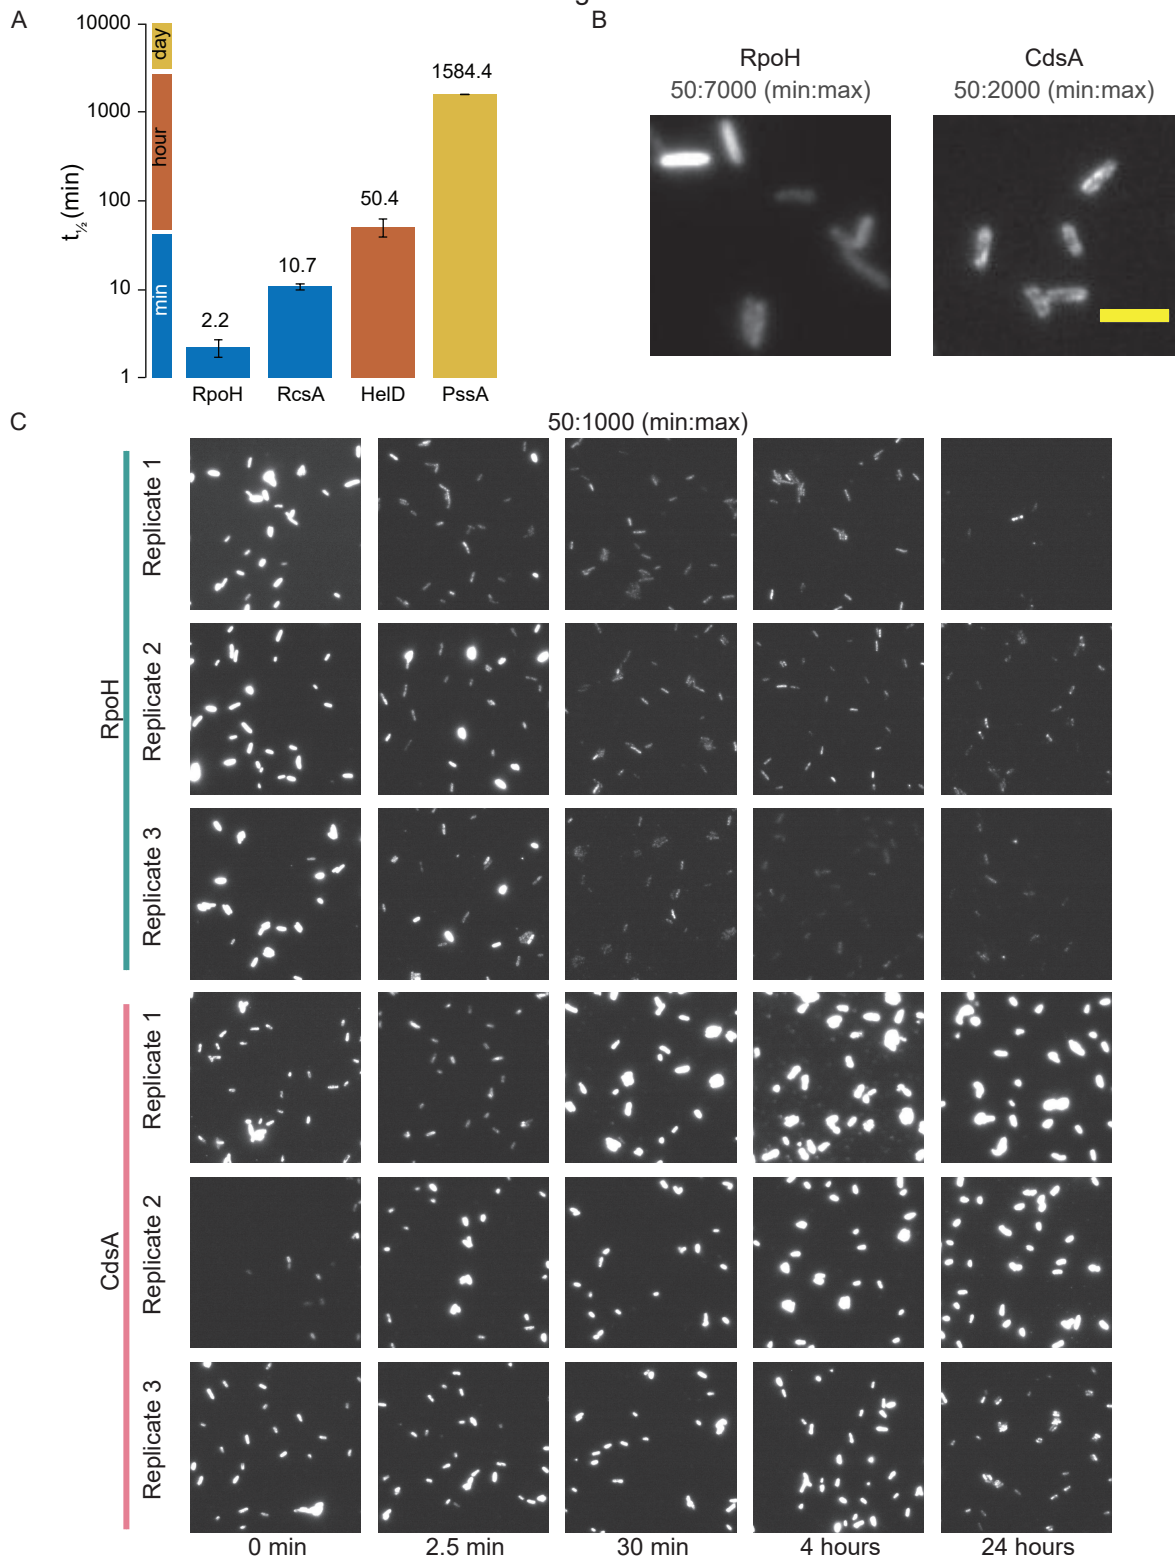 A
10000
1000
100
10
1
t½ (min)
day
hour
min
2.2
10.7
50.4
1584.4
RpoH
RcsA
HelD
PssA
B
RpoH
50:7000 (min:max)
CdsA
50:2000 (min:max)
C
50:1000 (min:max)
RpoH
Replicate 1
Replicate 2
Replicate 3
CdsA
Replicate 1
Replicate 2
Replicate 3
0 min
2.5 min
30 min
4 hours
24 hours